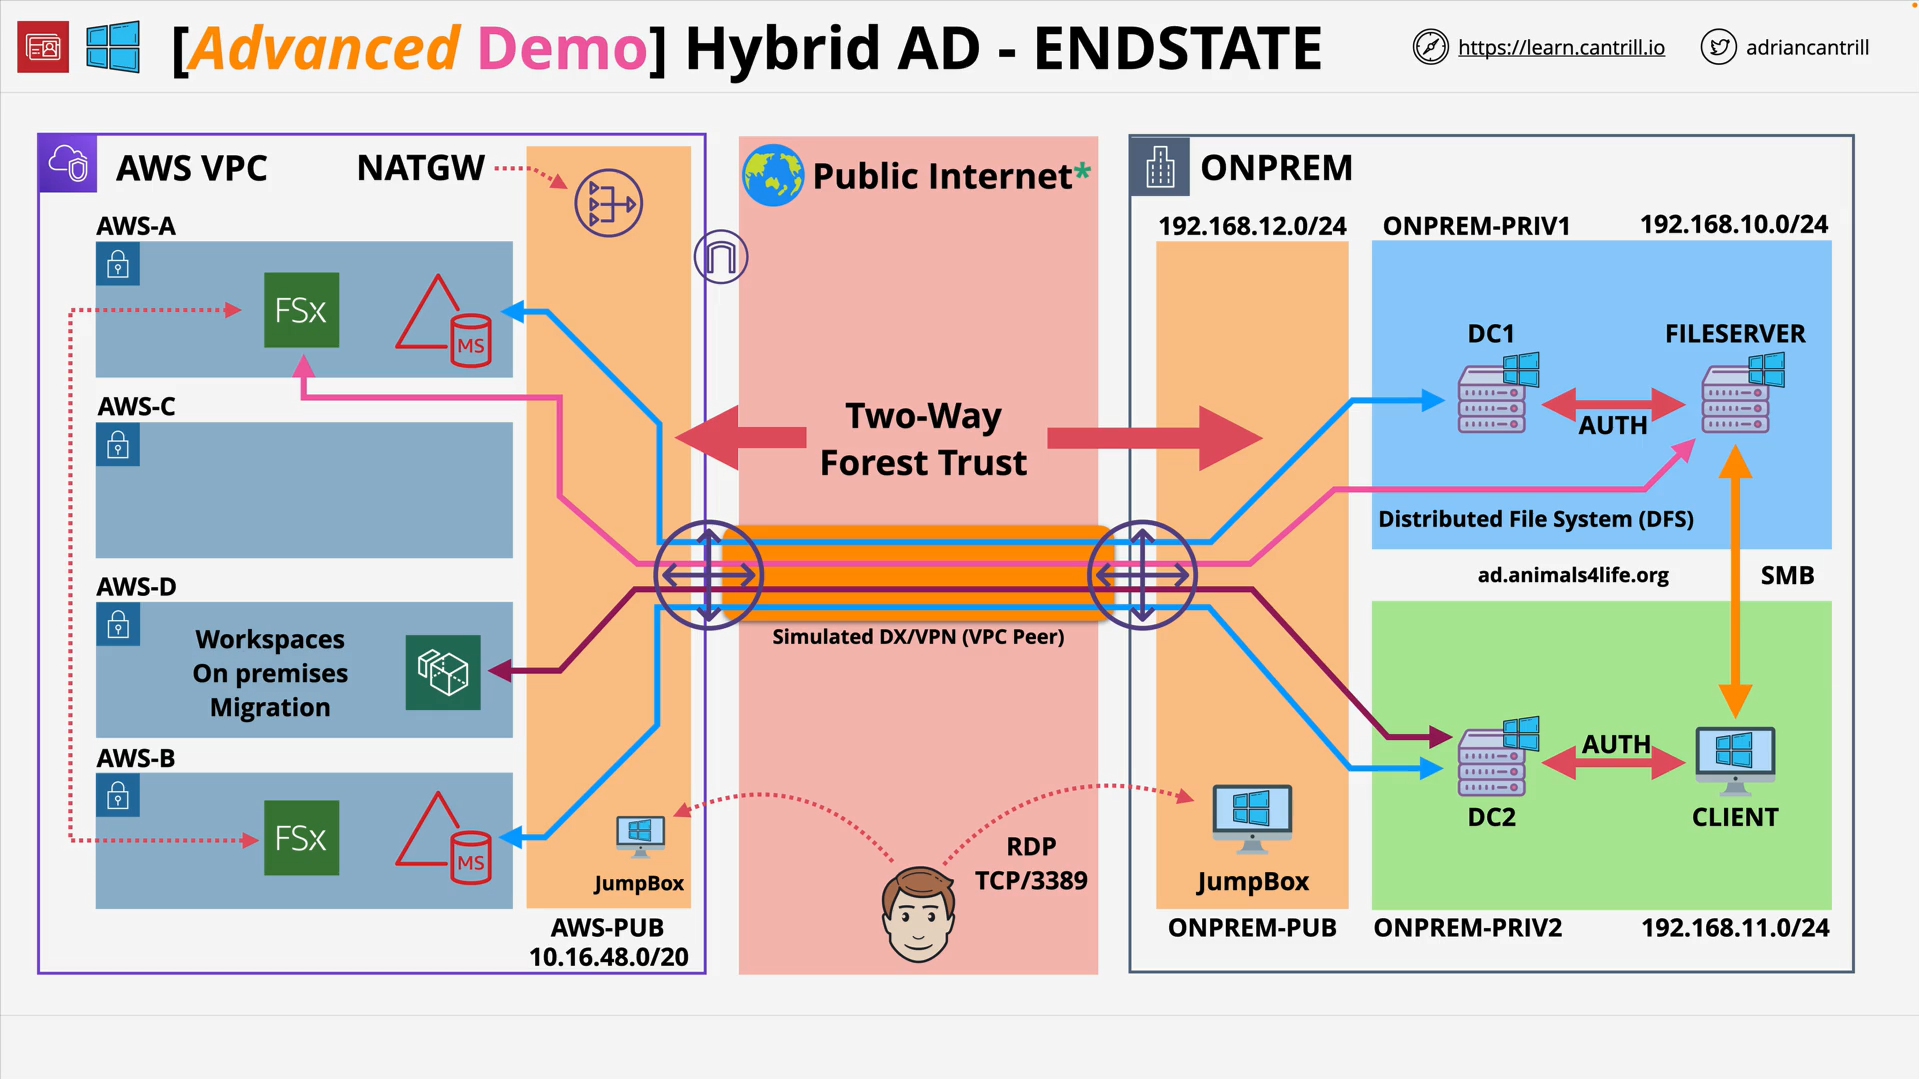 [Advanced Demo] Hybrid AD - ENDSTATE
https://learn.cantrill.io
adriancantrill
AWS VPC
NATGW
AWS-A
FSx
MS
AWS-C
AWS-D
Workspaces
On premises
Migration
AWS-B
FSx
MS
JumpBox
AWS-PUB
10.16.48.0/20
Public Internet*
Two-Way
Forest Trust
Simulated DX/VPN (VPC Peer)
RDP
TCP/3389
ONPREM
192.168.12.0/24
ONPREM-PRIV1
192.168.10.0/24
DC1
FILESERVER
AUTH
Distributed File System (DFS)
ad.animals4life.org
SMB
AUTH
DC2
CLIENT
JumpBox
ONPREM-PUB
ONPREM-PRIV2
192.168.11.0/24